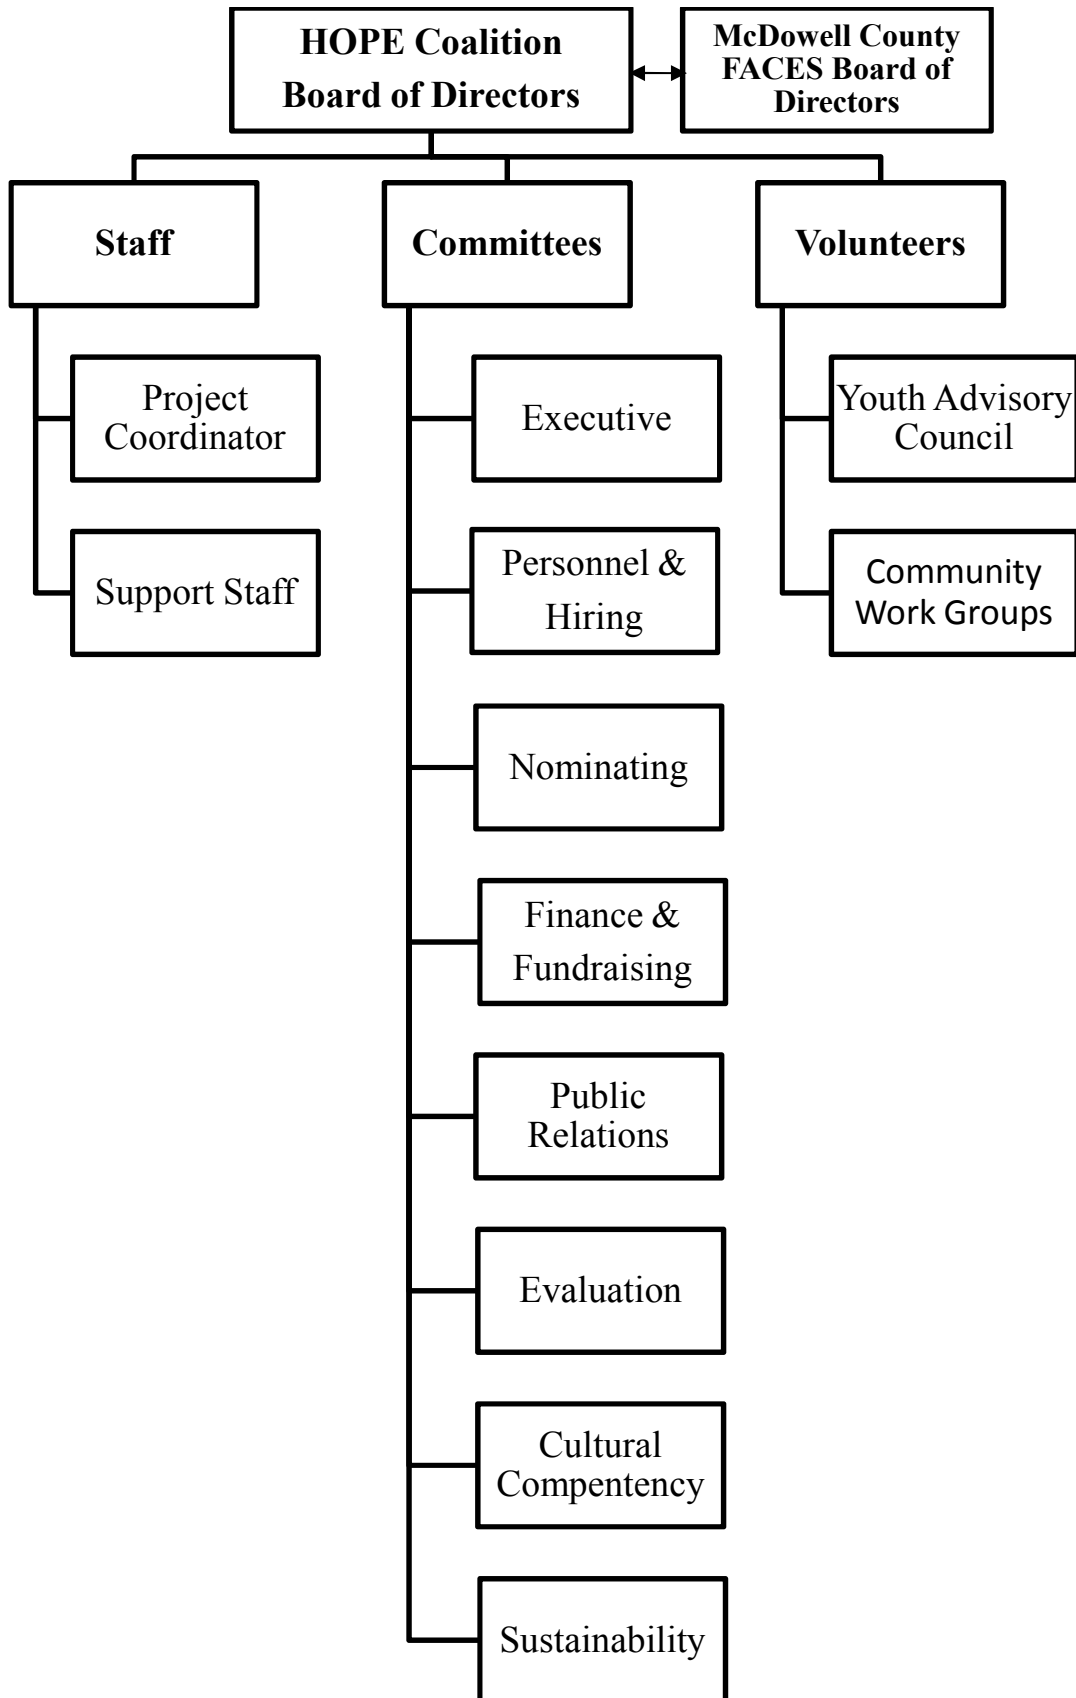 HOPE Coalition
Board of Directors
McDowell County
FACES Board of
Directors
Staff
Committees
Volunteers
Project
Coordinator
Support Staff
Executive
Personnel &
Hiring
Nominating
Finance &
Fundraising
Public
Relations
Evaluation
Cultural
Compentency
Sustainability
Youth Advisory
Council
Community
Work Groups